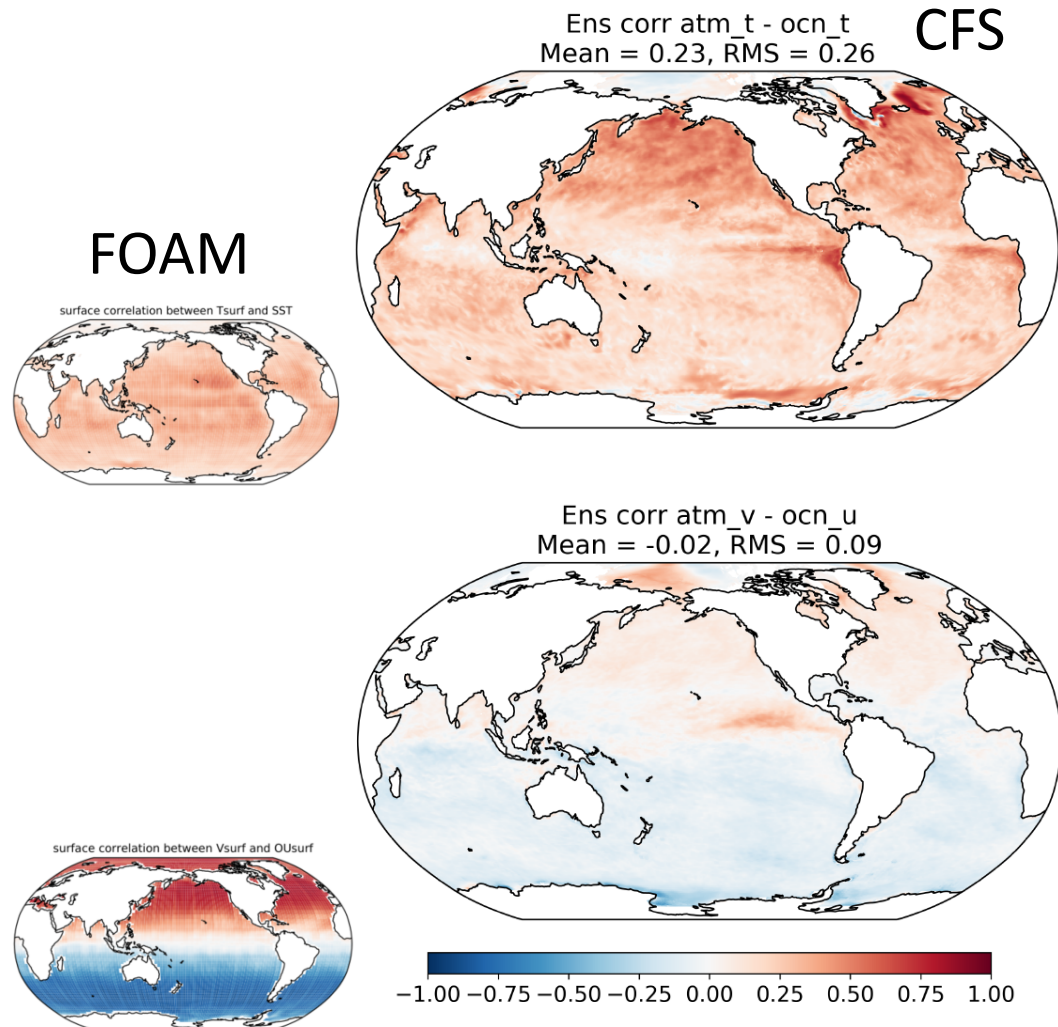 Ens corr atm_t - ocn_t
Mean = 0.23, RMS = 0.26
CFS
FOAM
surface correlation between Tsurf and SST
Ens corr atm_v - ocn_u
Mean = -0.02, RMS = 0.09
surface correlation between Vsurf and OUsurf
−1.00 −0.75 −0.50 −0.25 0.00 0.25 0.50 0.75 1.00